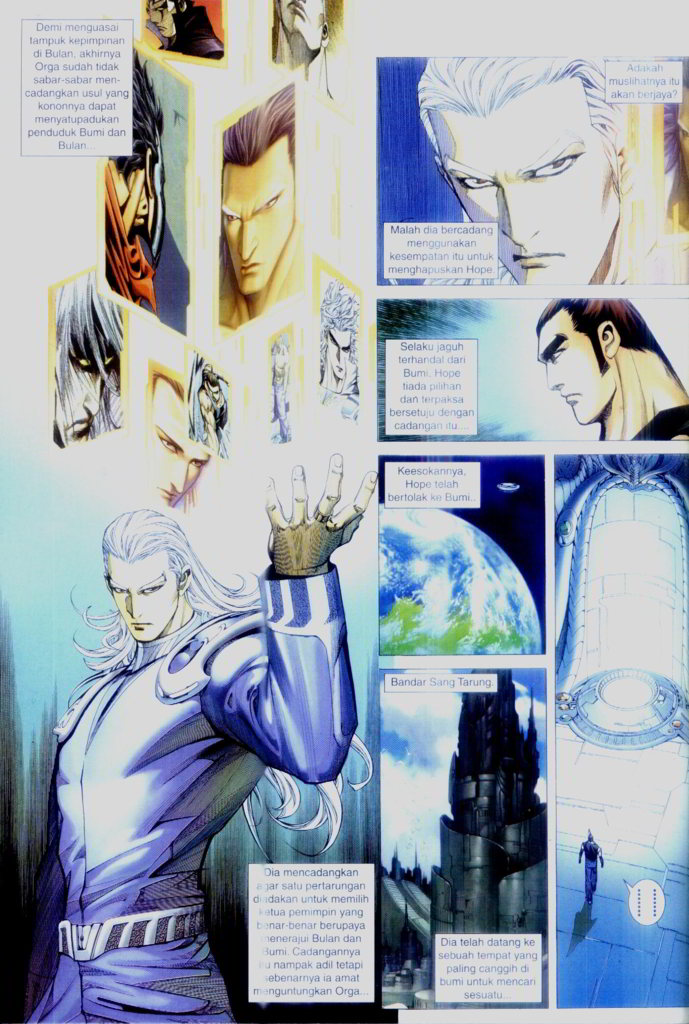 Demi menguasai
tampuk kepimpinan
di Bulan, akhirnya
Orga sudah tidak
sabar-sabar men-
cadangkan usul yang
kononnya dapat
menyatupadukan
penduduk Bumi dan
Bulan...
Dia mencadangkan
agar satu pertarungan
diadakan untuk memilih
ketua pemimpin yang
benar-benar berupaya
menerajui Bulan dan
Bumi. Cadangannya
itu nampak adil tetapi
sebenarnya ia amat
menguntungkan Orga...
Adakah
muslihatnya itu
akan berjaya?
Malah dia bercadang
menggunakan
kesempatan itu untuk
menghapuskan Hope.
Selaku jaguh
terhandal dari
Bumi, Hope
tiada pilihan
dan terpaksa
bersetuju dengan
cadangan itu....
Keesokannya,
Hope telah
bertolak ke Bumi..
Bandar Sang Tarung.
Dia telah datang ke
sebuah tempat yang
paling canggih di
bumi untuk mencari
sesuatu...